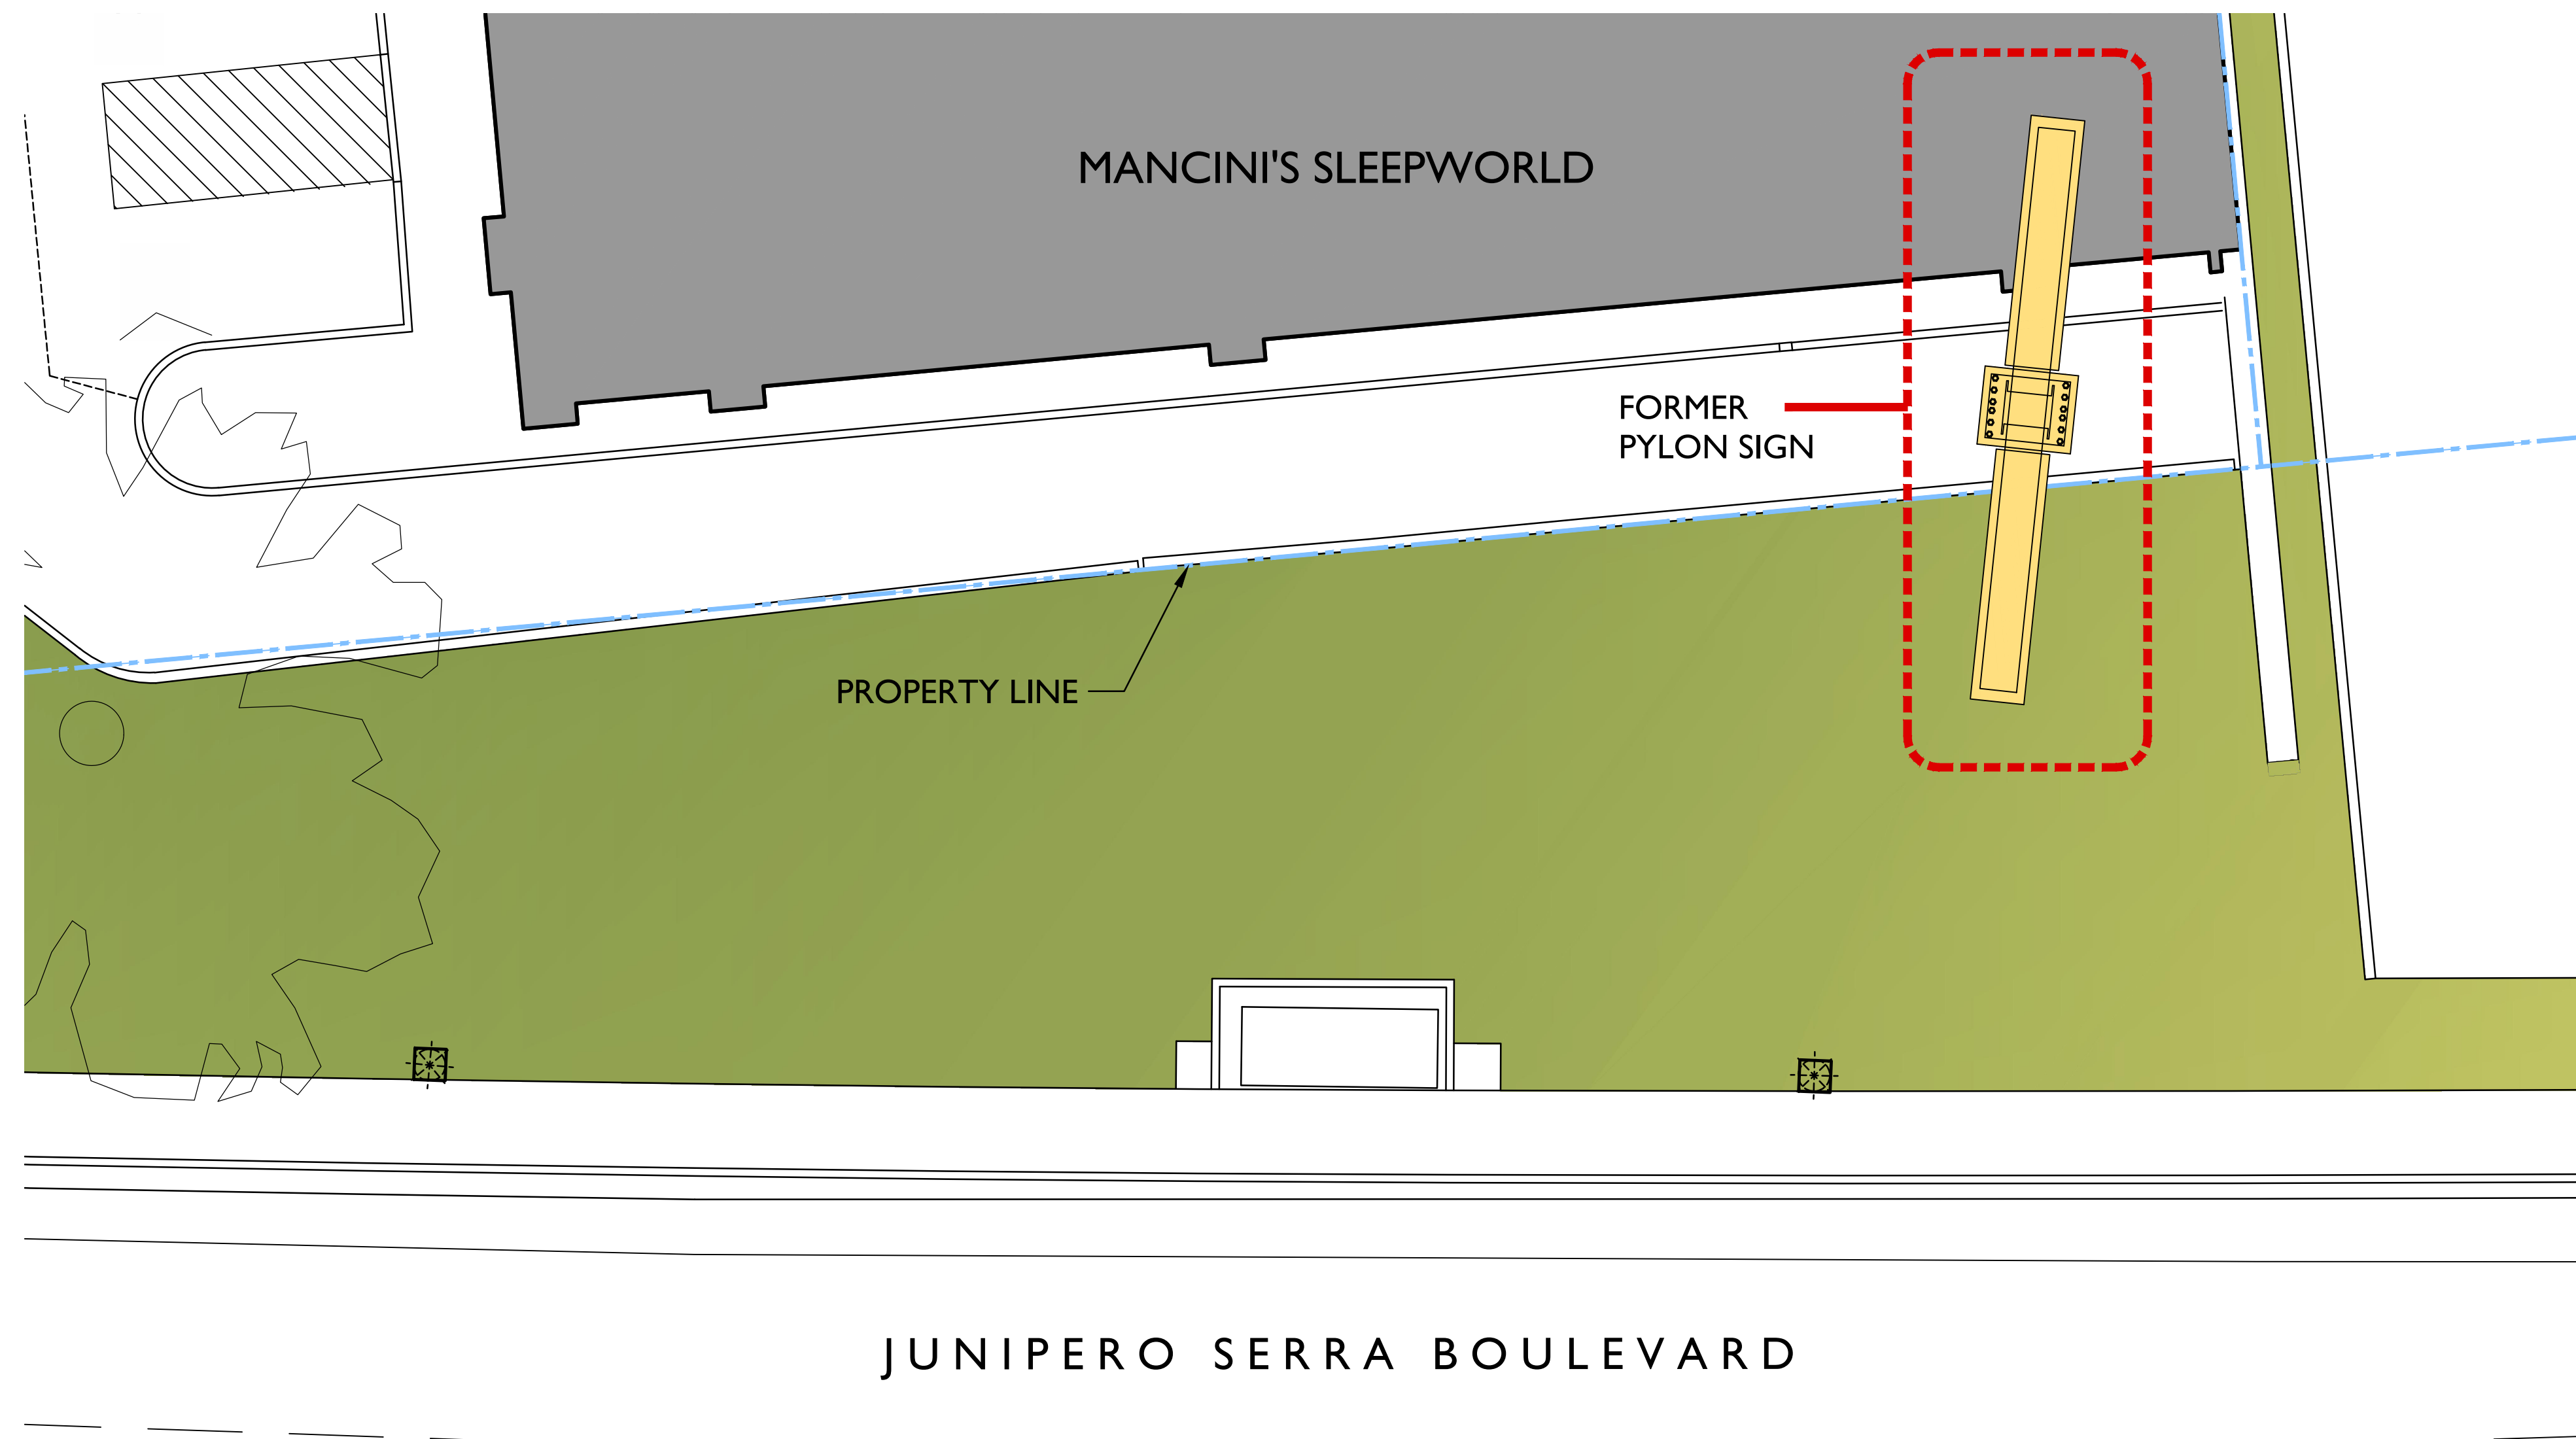 MANCINI'S SLEEPWORLD
FORMER
PYLON SIGN
PROPERTY LINE
JUNIPERO SERRA BOULEVARD